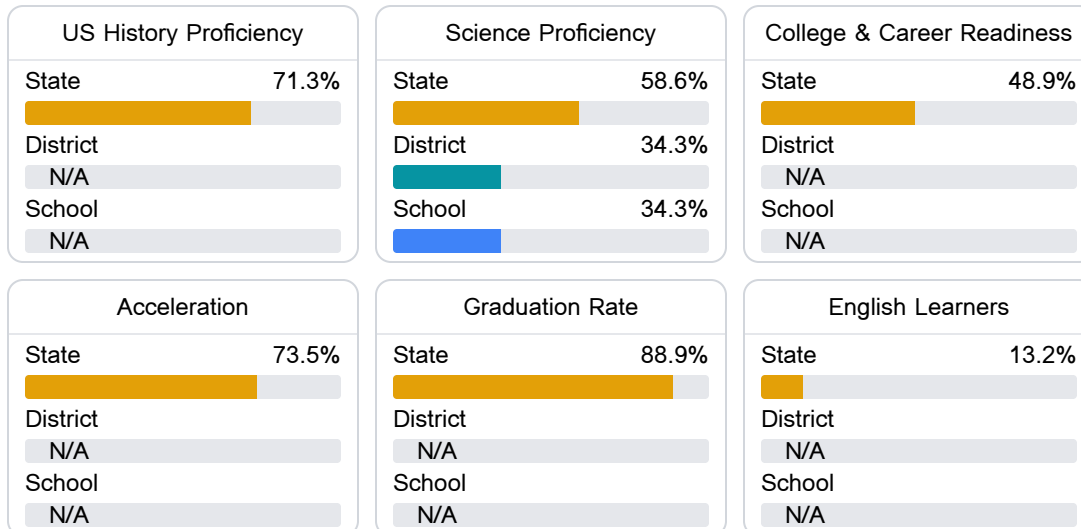 US History Proficiency
State 71.3%
District
N/A
School
N/A
Science Proficiency
State 58.6%
District 34.3%
School 34.3%
College & Career Readiness
State 48.9%
District
N/A
School
N/A
Acceleration
State 73.5%
District
N/A
School
N/A
Graduation Rate
State 88.9%
District
N/A
School
N/A
English Learners
State 13.2%
District
N/A
School
N/A